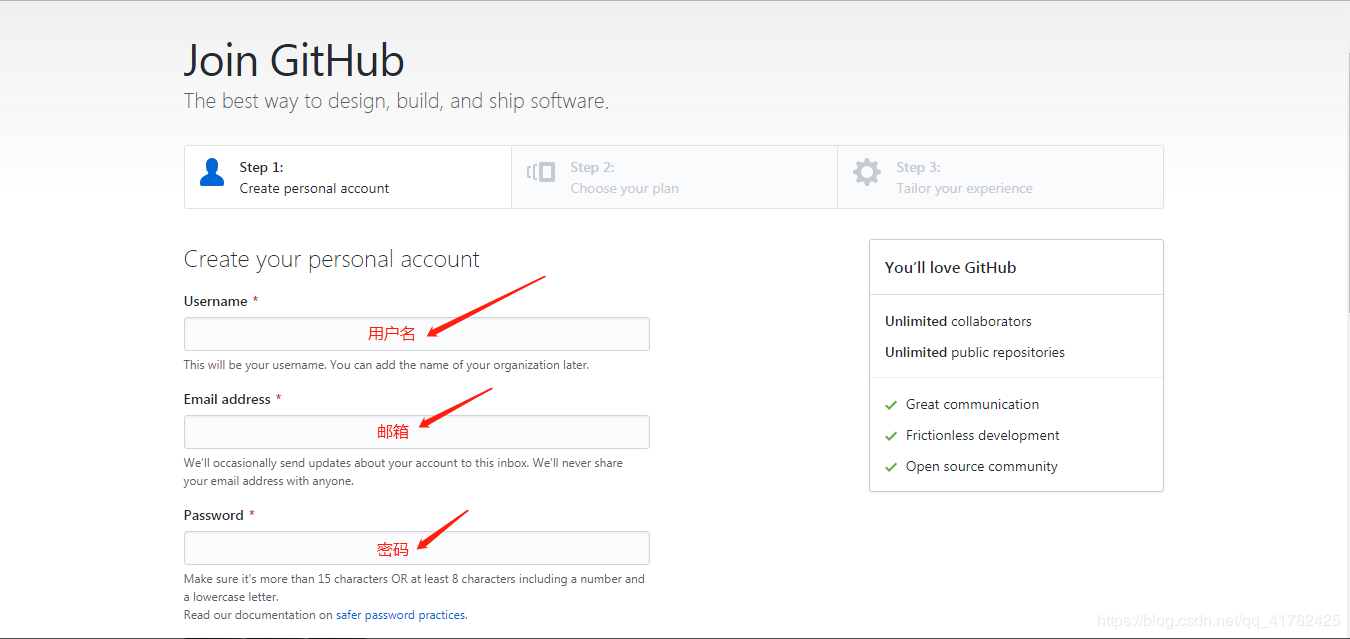 Join GitHub
The best way to design, build, and ship software.
Step 1:
Create personal account
Step 2:
Choose your plan
Step 3:
Tailor your experience
Create your personal account
Username *
用户名
This will be your username. You can add the name of your organization later.
Email address *
邮箱
We'll occasionally send updates about your account to this inbox. We'll never share
your email address with anyone.
Password *
密码
Make sure it's more than 15 characters OR at least 8 characters including a number and
a lowercase letter.
Read our documentation on safer password practices.
You'll love GitHub
Unlimited collaborators
Unlimited public repositories
Great communication
Frictionless development
Open source community
https://blog.csdn.net/qq_41782425